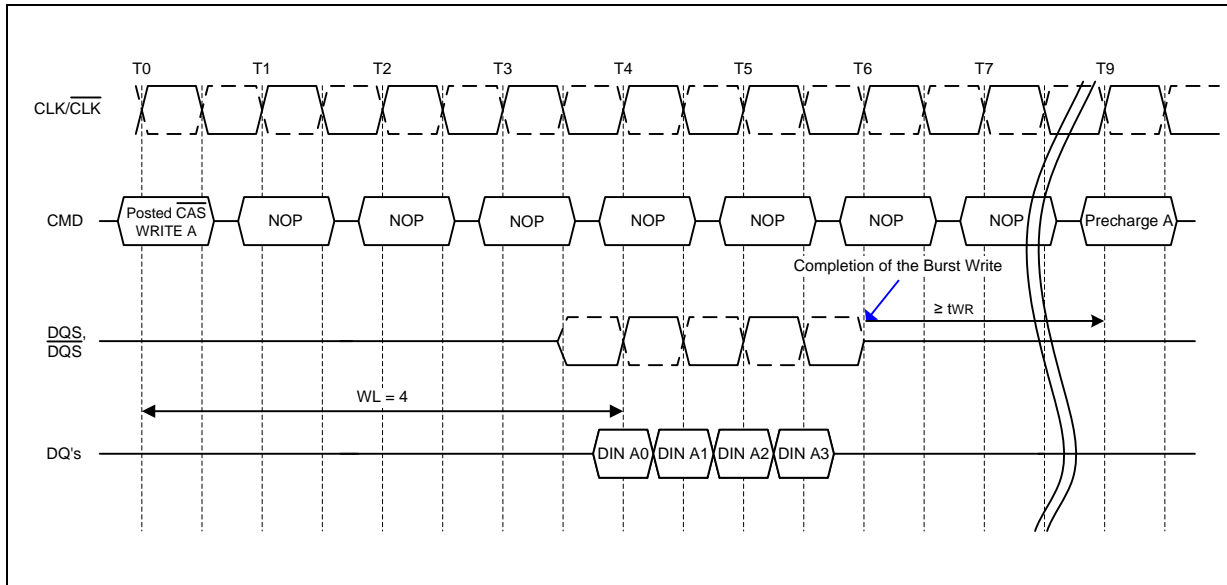 T0 T1 T2 T3 T4 T5 T6 T7 T9
CLK/CLK
CMD
Posted CAS
WRITE A
NOP NOP NOP NOP NOP NOP NOP Precharge A
Completion of the Burst Write
≥ tWR
DQS,
DQS
WL = 4
DQ's
DIN A0 DIN A1 DIN A2 DIN A3